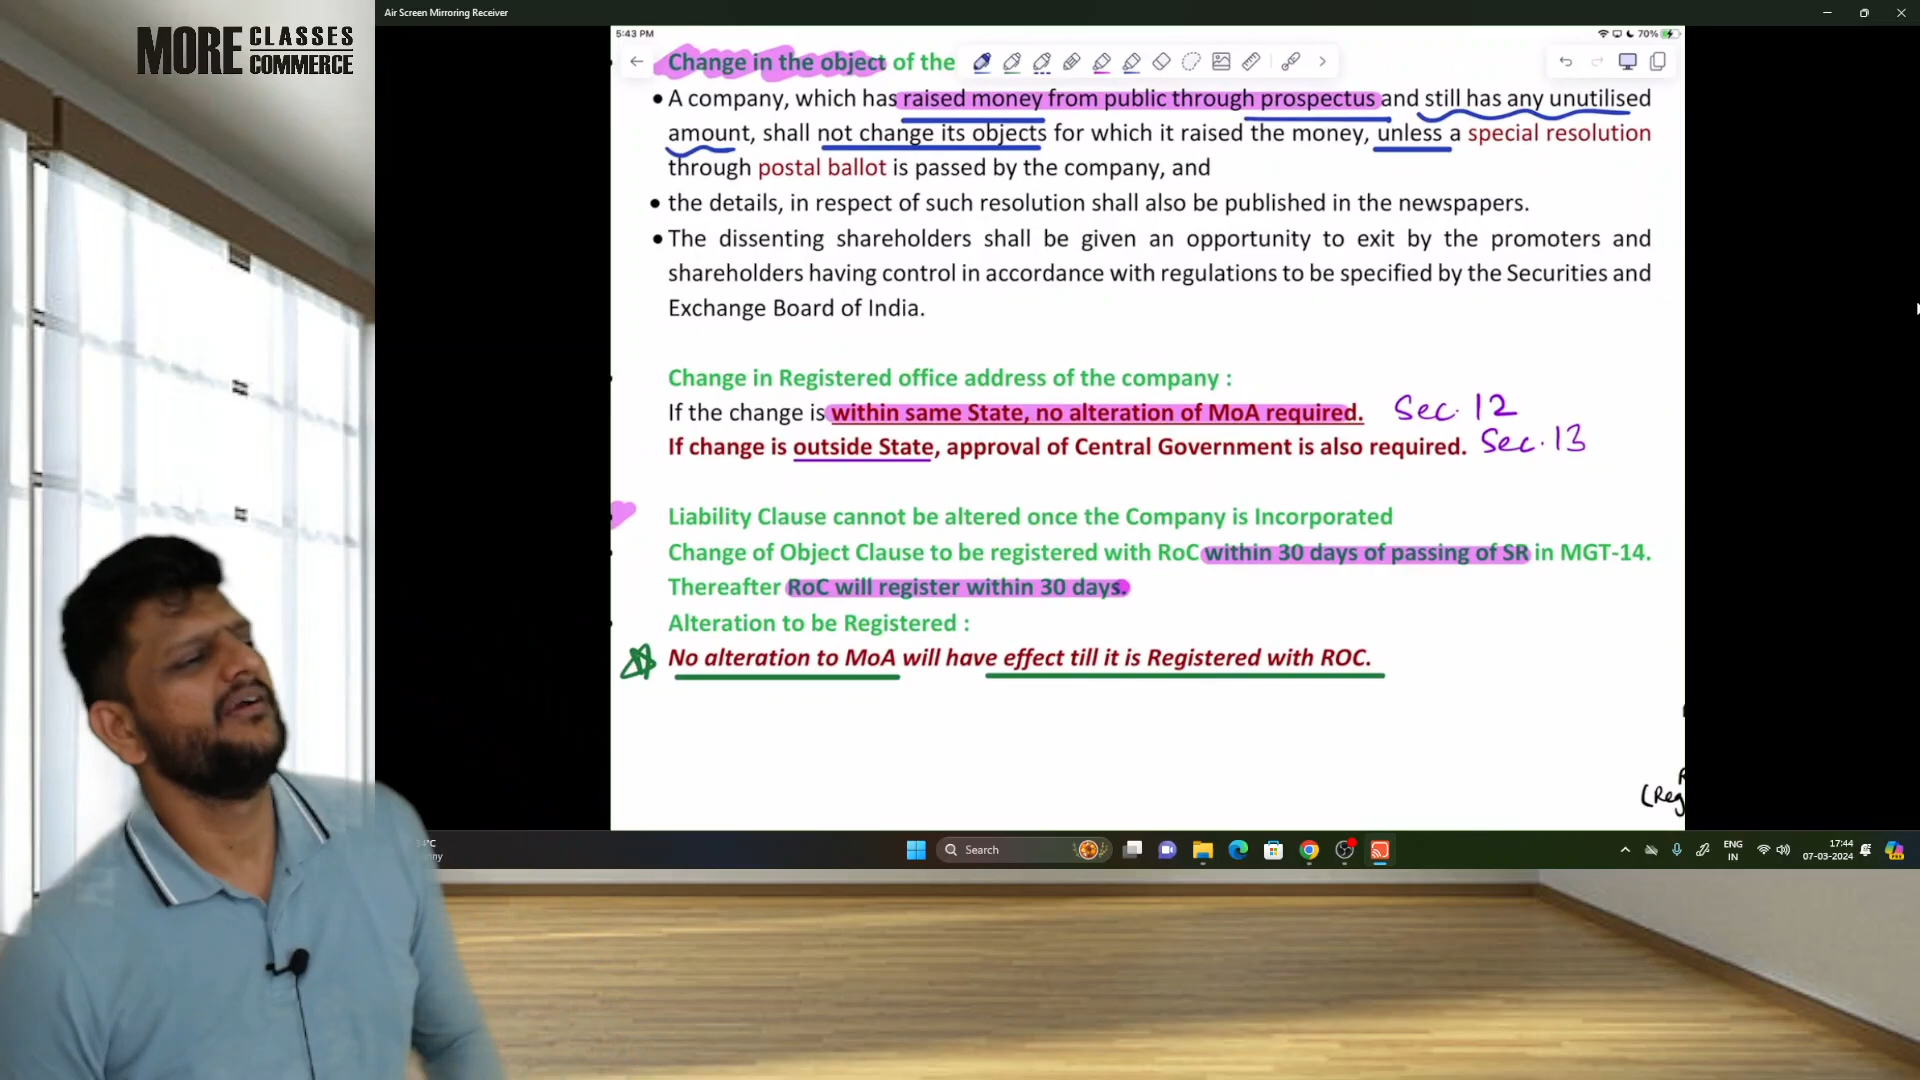 Air Screen Mirroring Receiver
MORE CLASSES COMMERCE
5:43 PM
70%
Change in the object of the
• A company, which has raised money from public through prospectus and still has any unutilised
amount, shall not change its objects for which it raised the money, unless a special resolution
through postal ballot is passed by the company, and
• the details, in respect of such resolution shall also be published in the newspapers.
• The dissenting shareholders shall be given an opportunity to exit by the promoters and
shareholders having control in accordance with regulations to be specified by the Securities and
Exchange Board of India.
Change in Registered office address of the company :
If the change is within same State, no alteration of MoA required. Sec. 12
If change is outside State, approval of Central Government is also required. Sec. 13
Liability Clause cannot be altered once the Company is Incorporated
Change of Object Clause to be registered with RoC within 30 days of passing of SR in MGT-14.
Thereafter RoC will register within 30 days.
Alteration to be Registered :
No alteration to MoA will have effect till it is Registered with ROC.
(Reg
Search
ENG
IN
17:44
07-03-2024